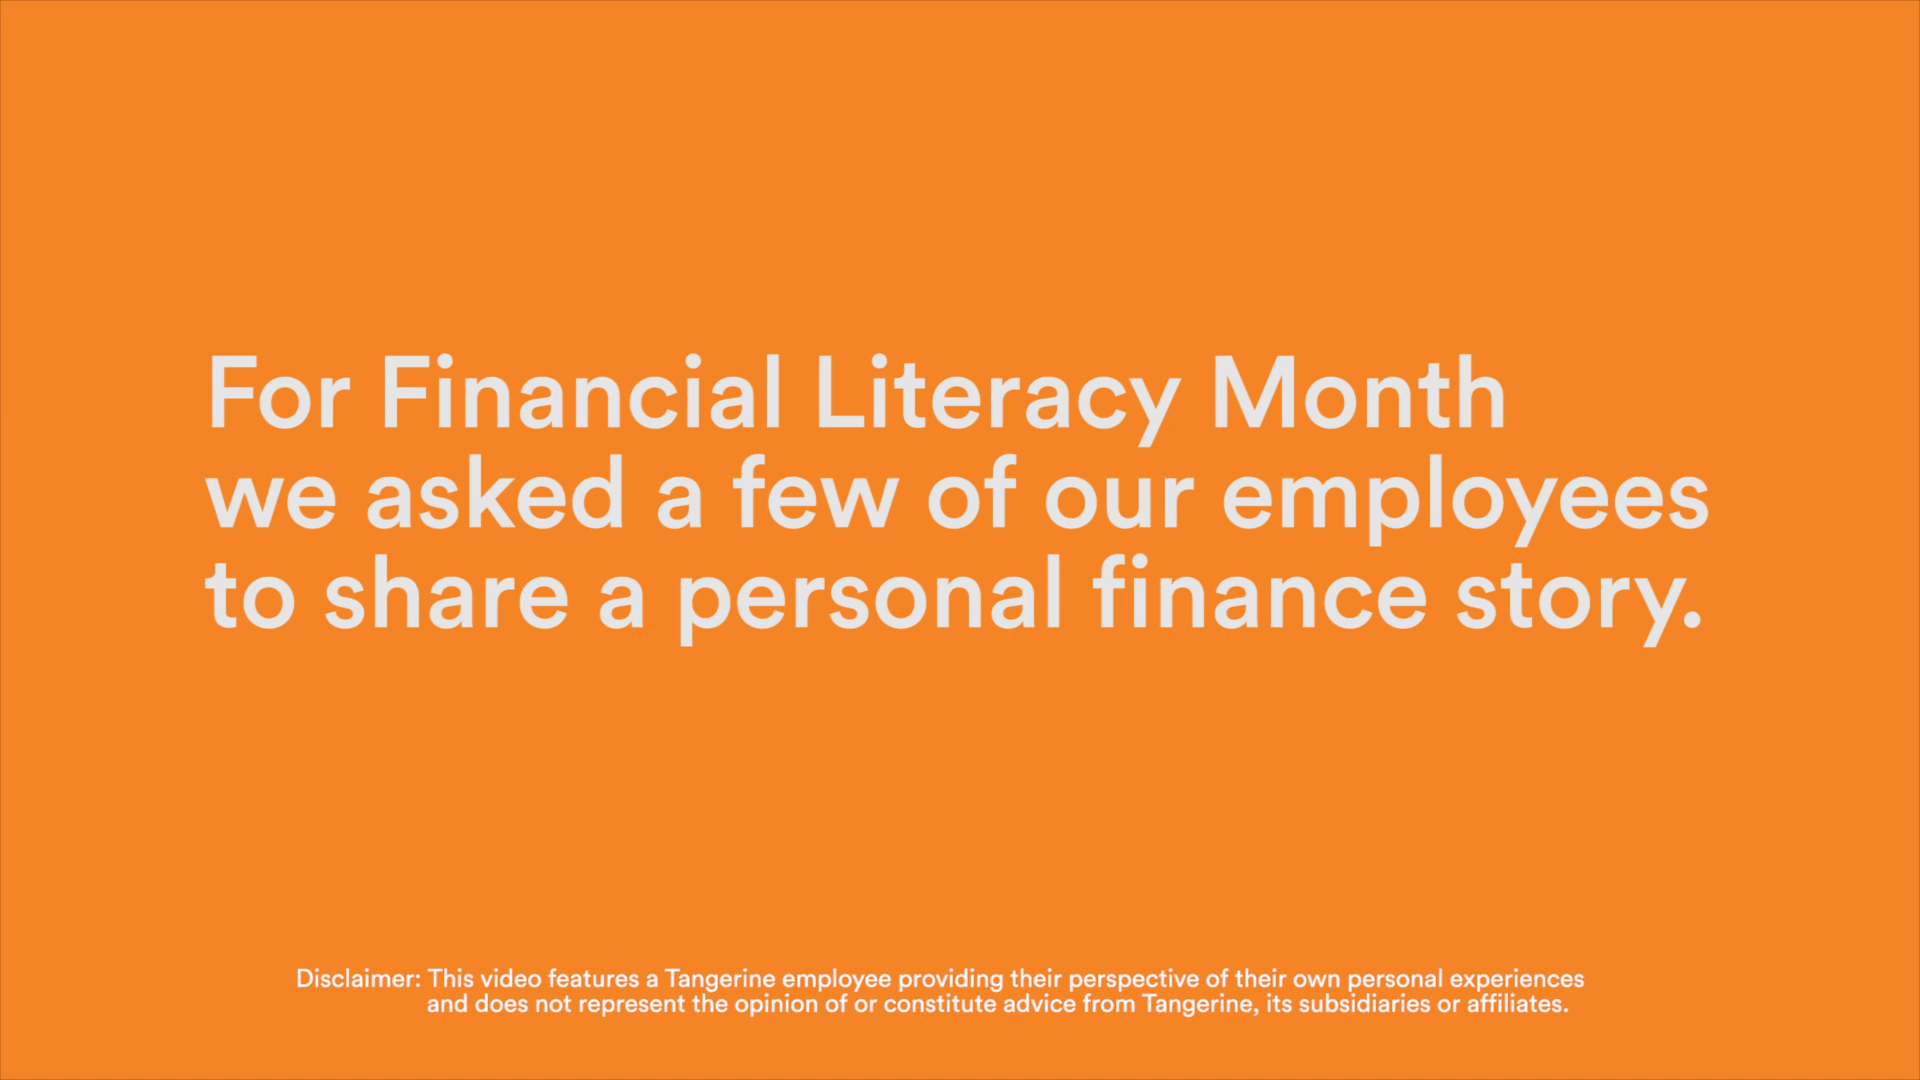 For Financial Literacy Month
we asked a few of our employees
to share a personal finance story.
Disclaimer: This video features a Tangerine employee providing their perspective of their own personal experiences
and does not represent the opinion of or constitute advice from Tangerine, its subsidiaries or affiliates.